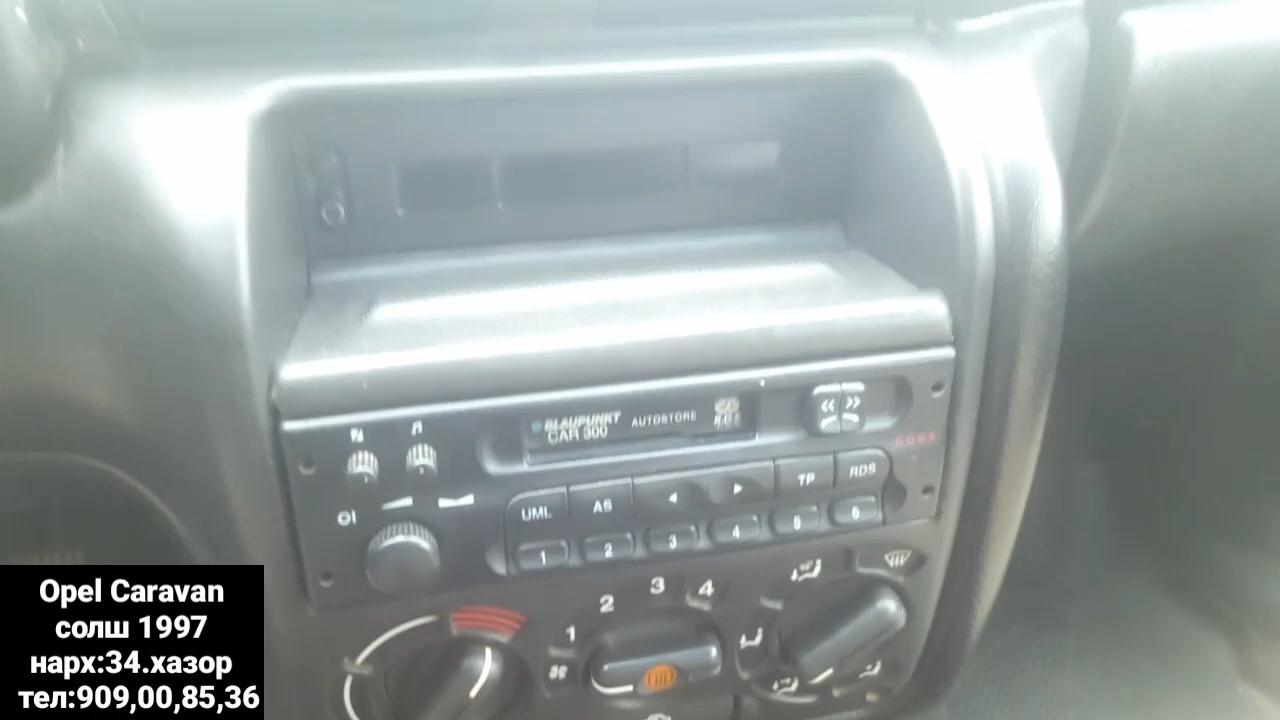 BLAUPUNKT
CAR 300
AUTOSTORE
UML AS TP RDS
1 2 3 4 5 6
1 2 3 4
Opel Caravan
солш 1997
нарх:34.хазор
тел:909,00,85,36